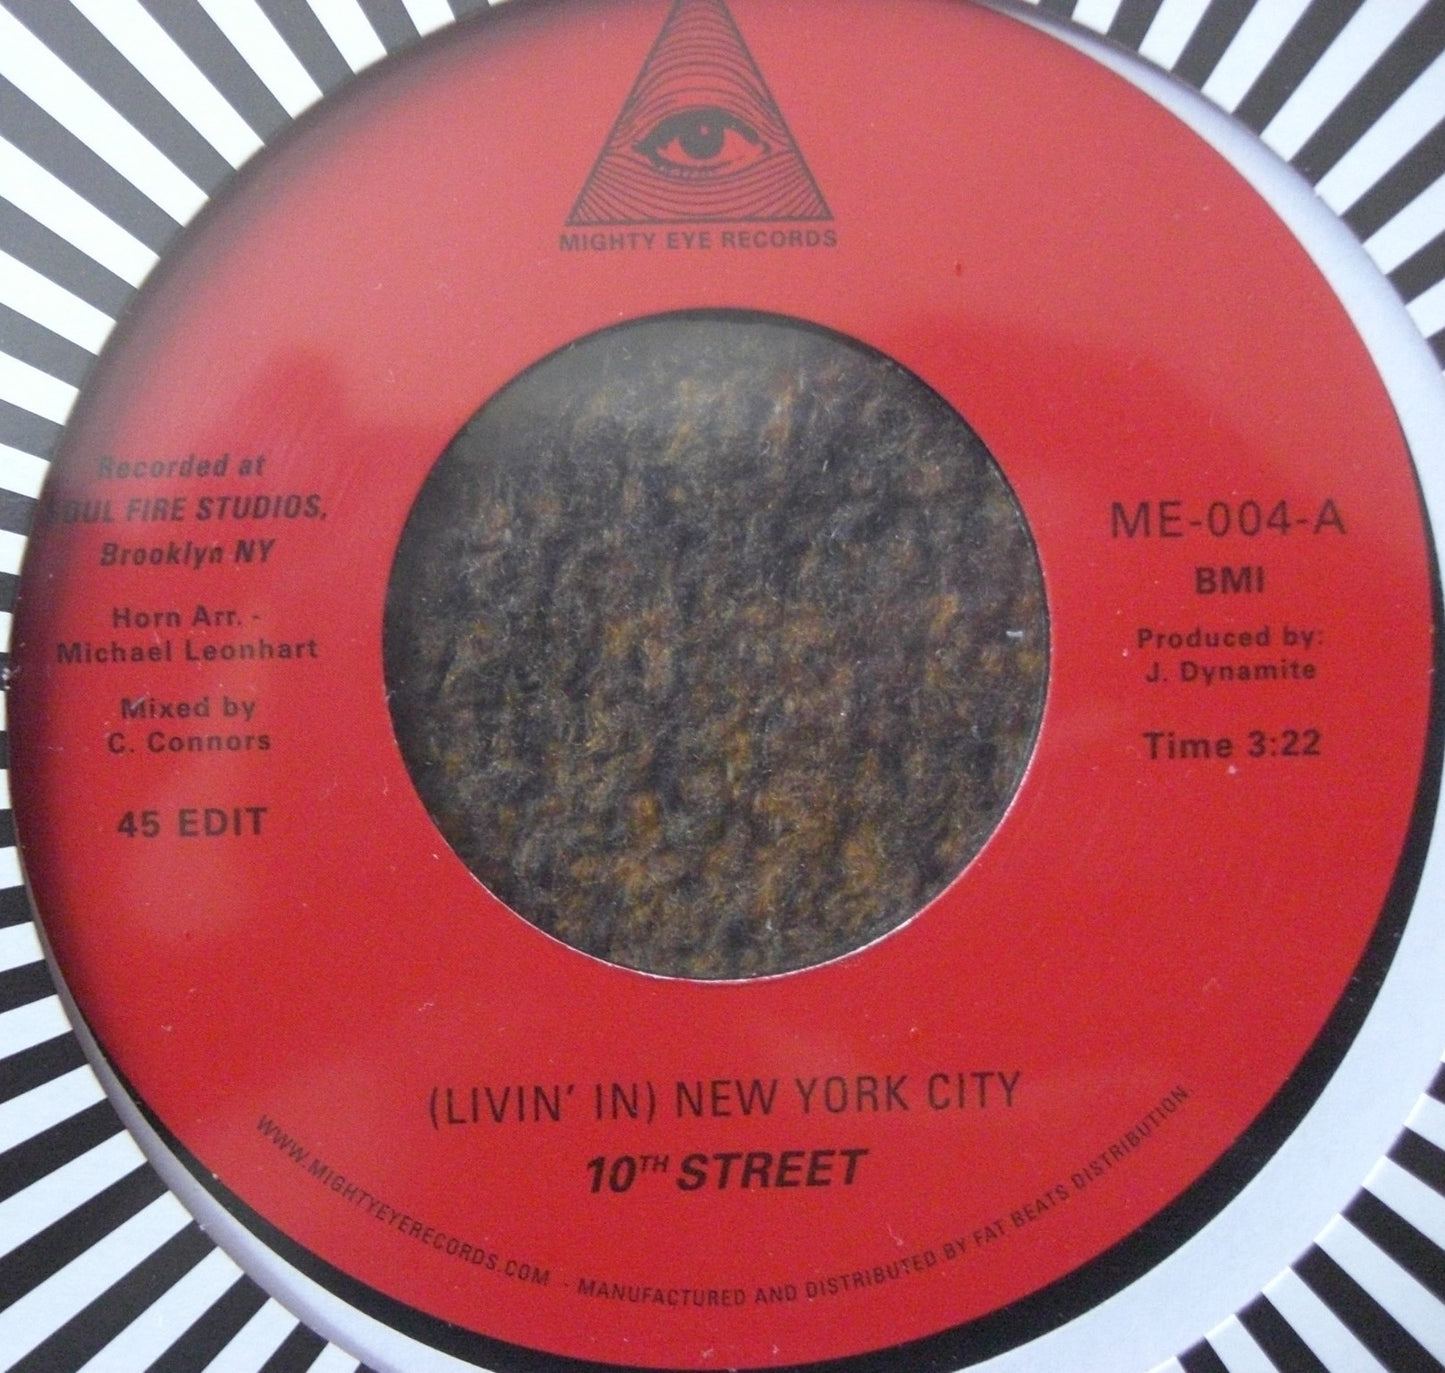 MIGHTY EYE RECORDS
Recorded at
SOUL FIRE STUDIOS,
Brooklyn NY
Horn Arr. -
Michael Leonhart
Mixed by
C. Connors
45 EDIT
ME-004-A
BMI
Produced by:
J. Dynamite
Time 3:22
(LIVIN' IN) NEW YORK CITY
10TH STREET
WWW.MIGHTYEYERECORDS.COM - MANUFACTURED AND DISTRIBUTED BY FAT BEATS DISTRIBUTION.